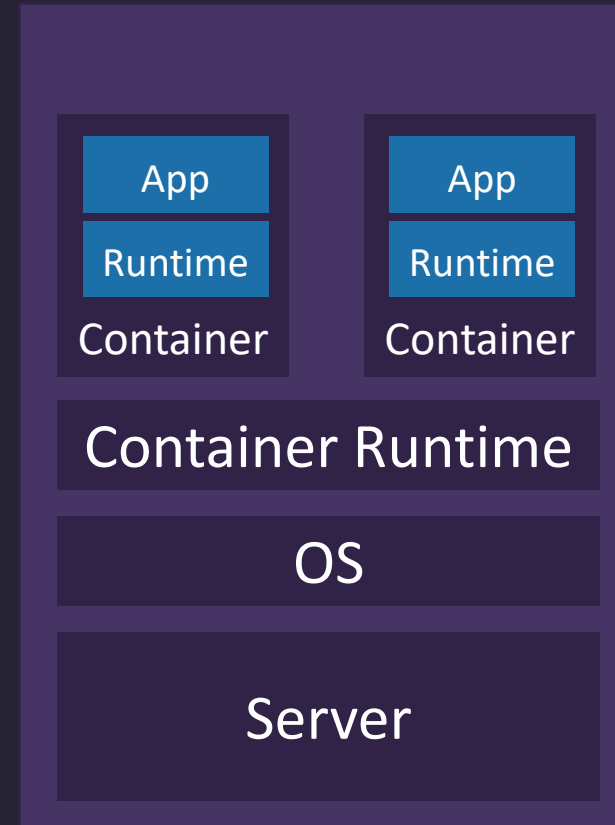 App
Runtime
Container
App
Runtime
Container
Container Runtime
OS
Server